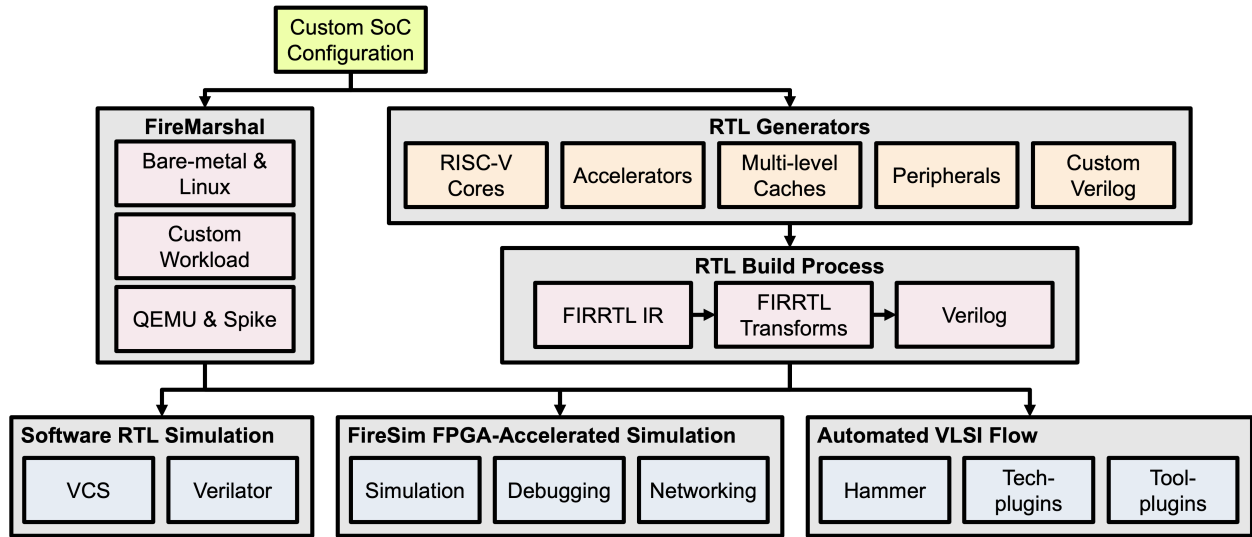 Custom SoC
Configuration
FireMarshal
Bare-metal &
Linux
Custom
Workload
QEMU & Spike
RTL Generators
RISC-V
Cores
Accelerators
Multi-level
Caches
Peripherals
Custom
Verilog
RTL Build Process
FIRRTL IR
FIRRTL
Transforms
Verilog
Software RTL Simulation
VCS
Verilator
FireSim FPGA-Accelerated Simulation
Simulation
Debugging
Networking
Automated VLSI Flow
Hammer
Tech-
plugins
Tool-
plugins